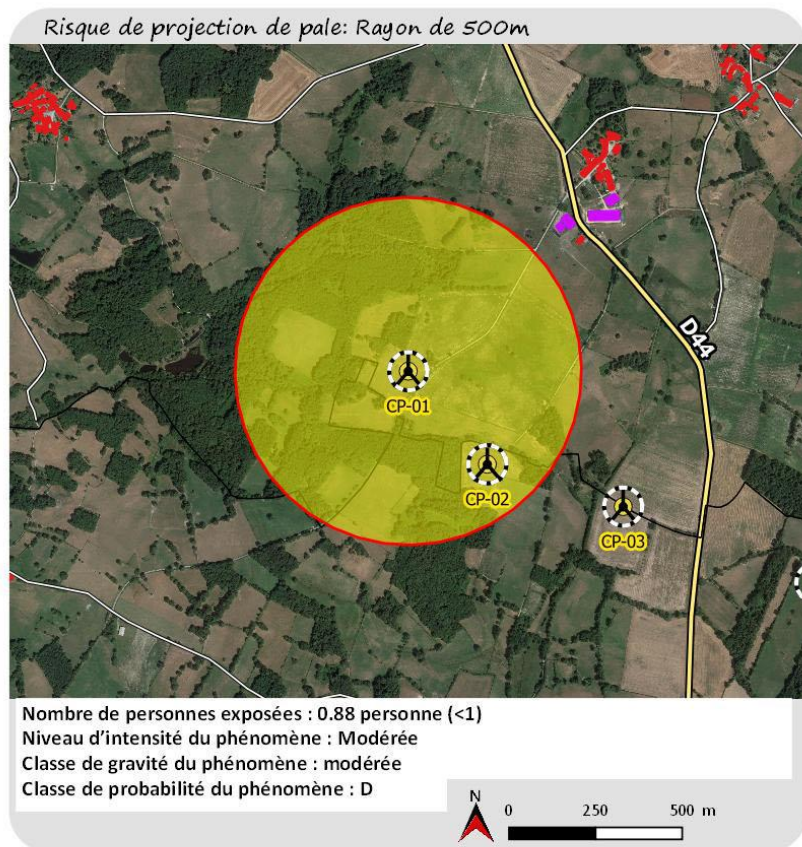 Risque de projection de pale: Rayon de 500m
D44
CP-01
CP-02
CP-03
Nombre de personnes exposées : 0.88 personne (<1)
Niveau d'intensité du phénomène : Modérée
Classe de gravité du phénomène : modérée
Classe de probabilité du phénomène : D
N
0 250 500 m